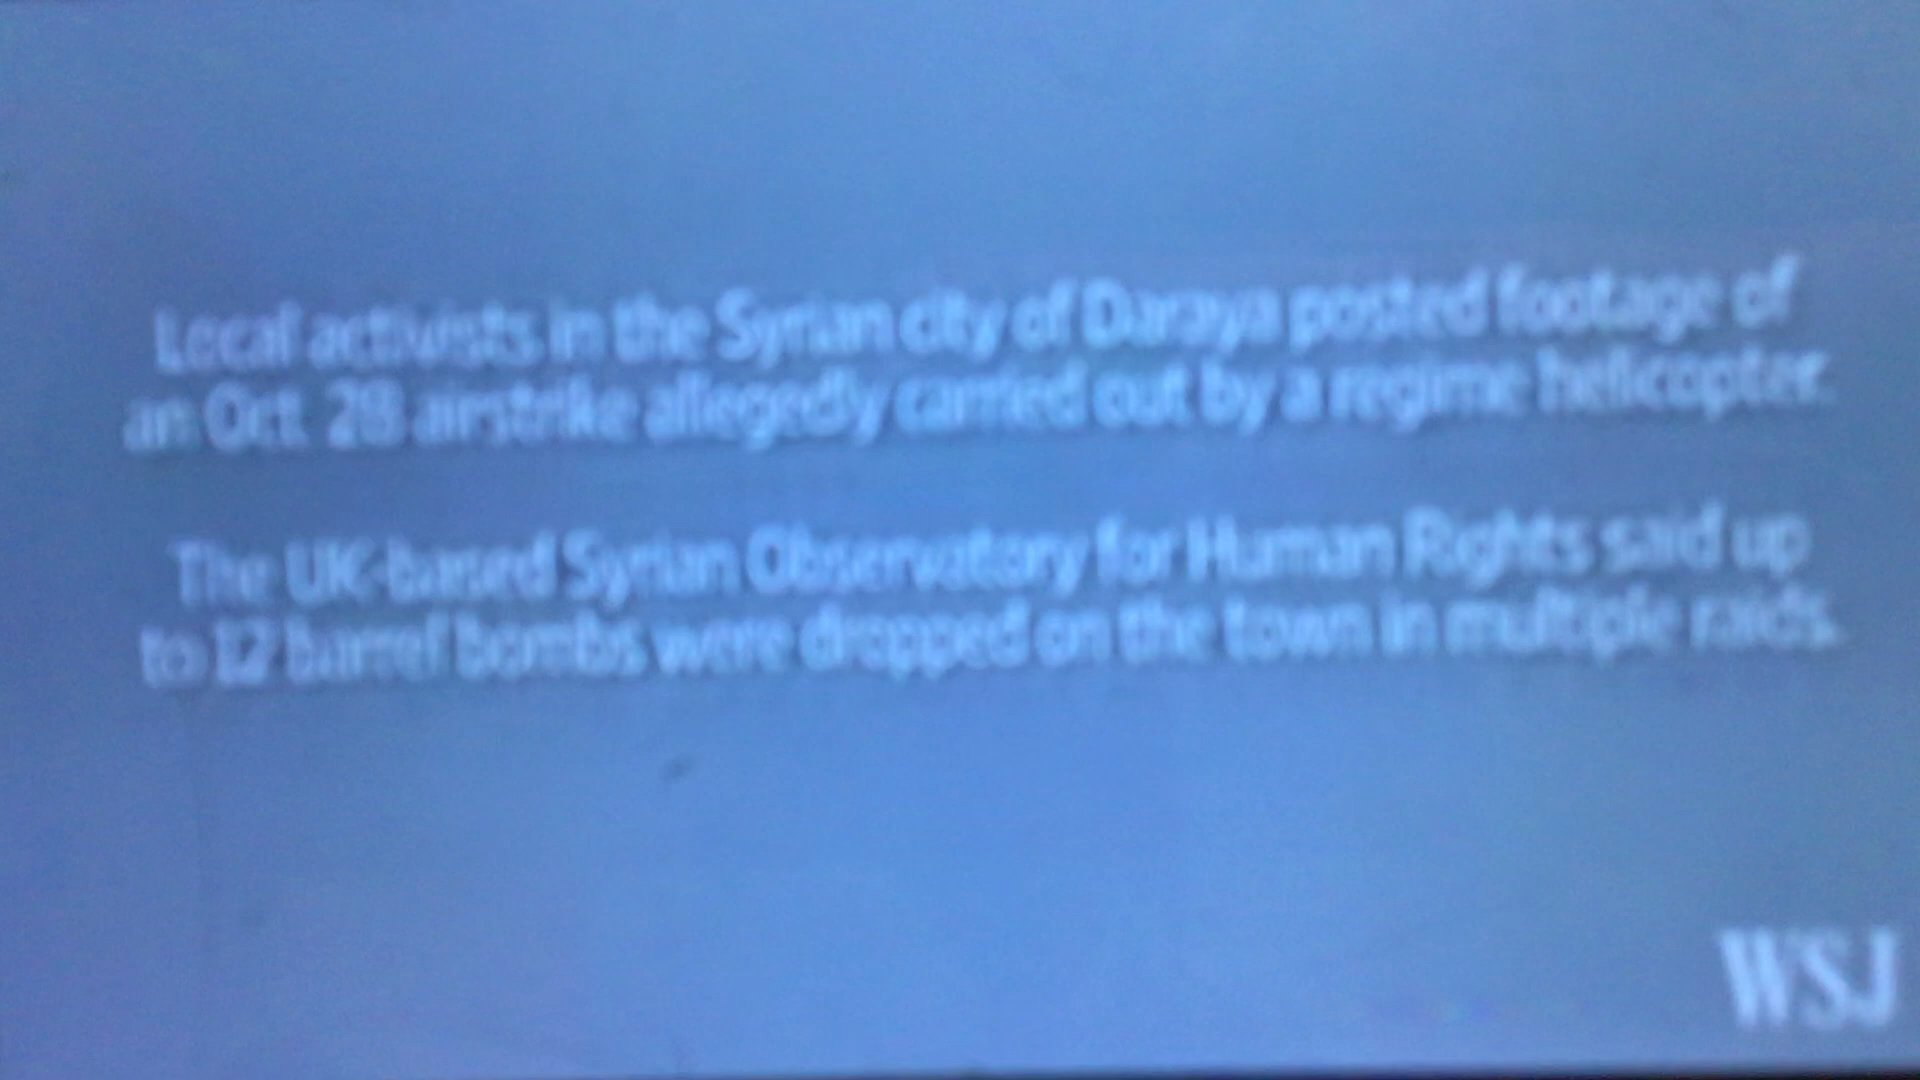 Local activists in the Syrian city of Daraya posted footage of
an Oct. 28 airstrike allegedly carried out by a regime helicopter.
The UK-based Syrian Observatory for Human Rights said up
to 12 barrel bombs were dropped on the town in multiple raids.
WSJ